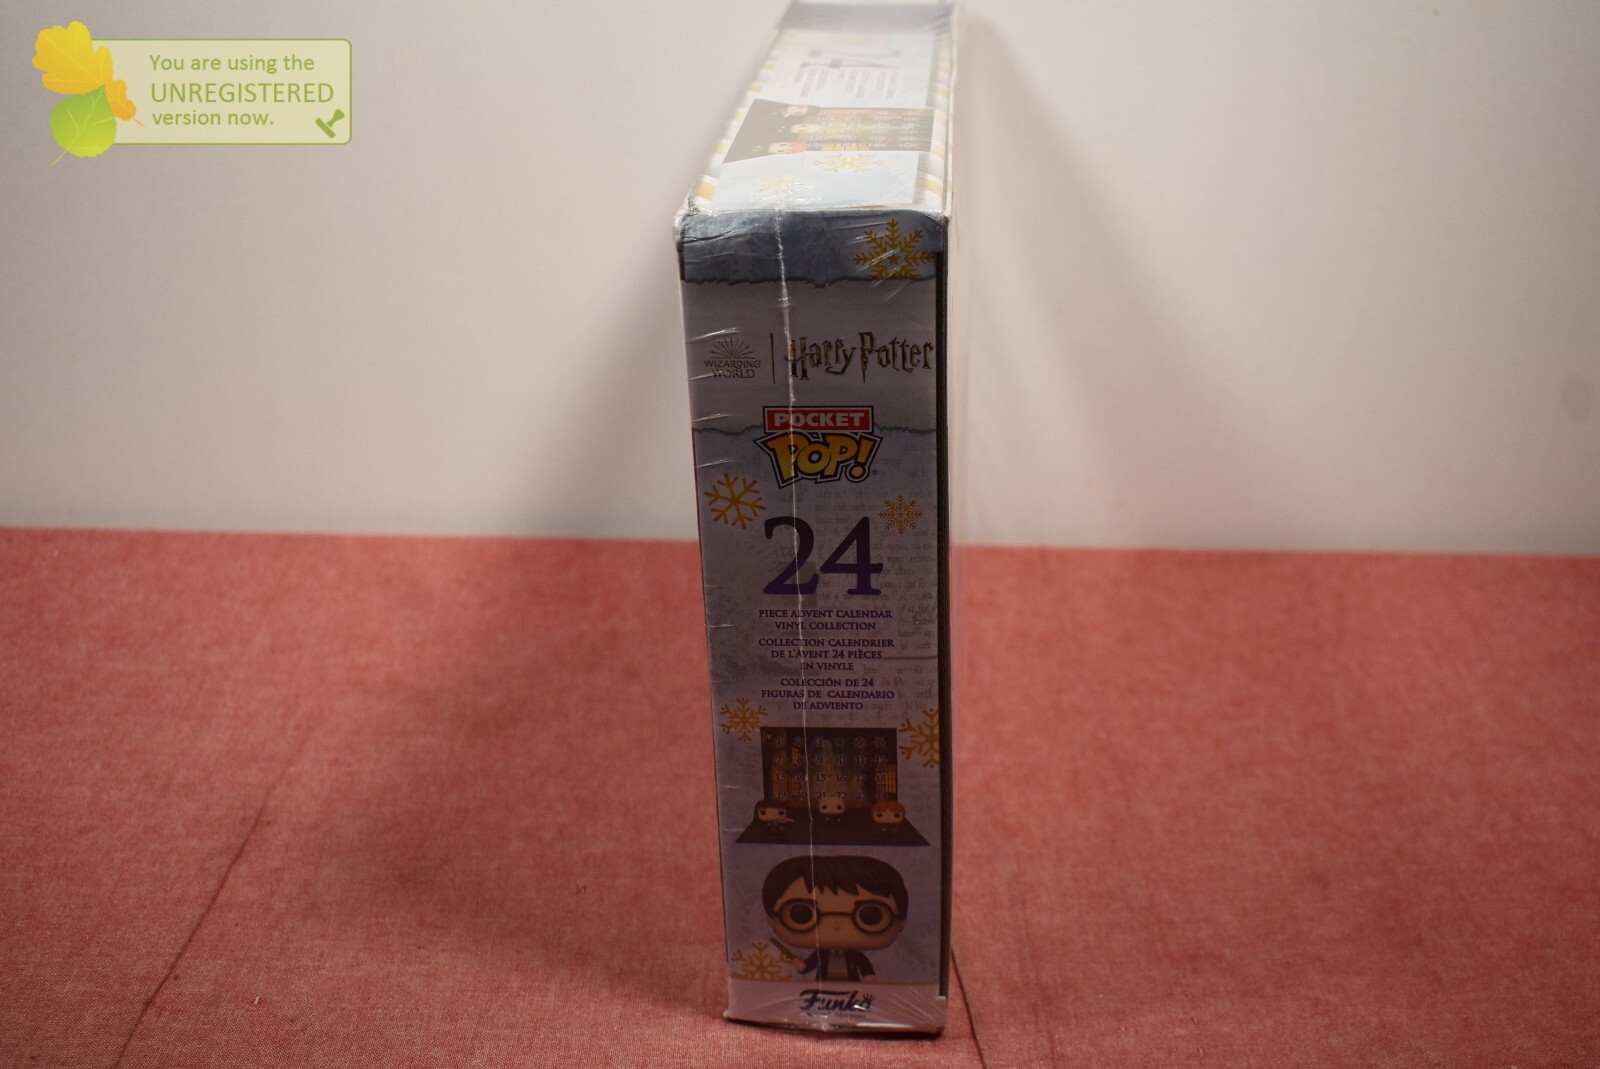 You are using the
UNREGISTERED
version now.
WIZARDING
WORLD
Harry Potter
POCKET
POP!
24
PIECE ADVENT CALENDAR
VINYL COLLECTION
COLLECTION CALENDRIER
DE L'AVENT 24 PIÈCES
EN VINYLE
COLECCIÓN DE 24
FIGURAS DE CALENDARIO
DE ADVIENTO
Funko